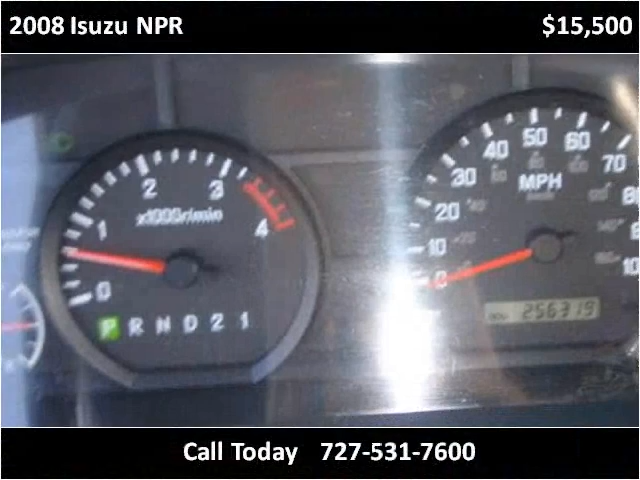 2008 Isuzu NPR $15,500
0 1 2 3 4
x1000r/min
P R N D 2 1
0 10 20 30 40 50 60 70
MPH
256319
Call Today 727-531-7600